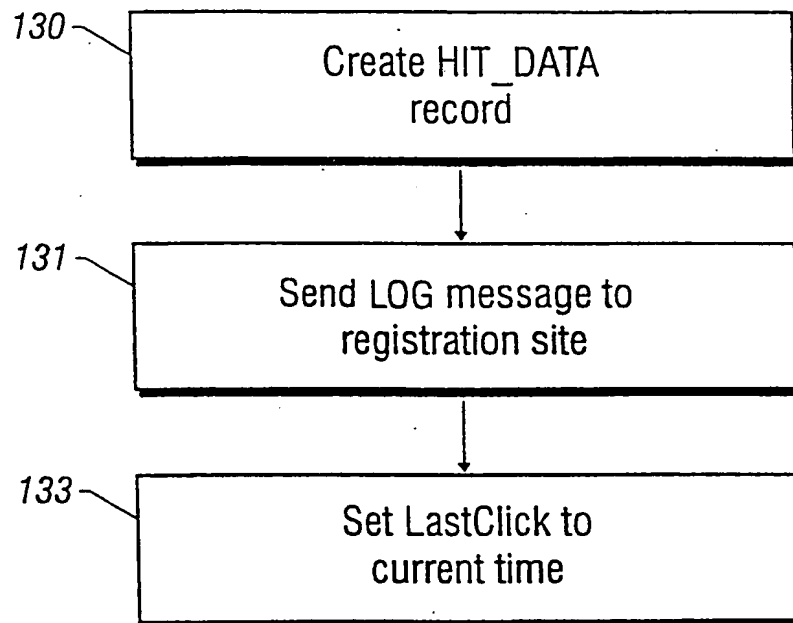 130
Create HIT_DATA
record
131
Send LOG message to
registration site
133
Set LastClick to
current time